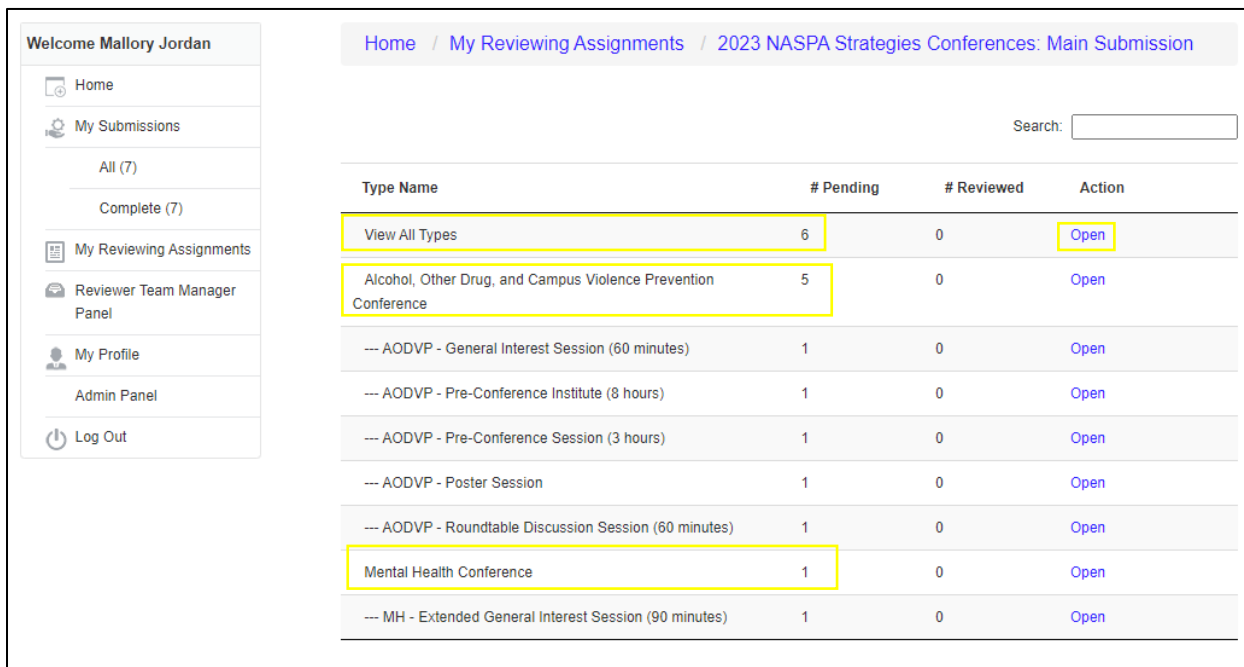 Welcome Mallory Jordan
Home
My Submissions
All (7)
Complete (7)
My Reviewing Assignments
Reviewer Team Manager
Panel
My Profile
Admin Panel
Log Out
Home / My Reviewing Assignments / 2023 NASPA Strategies Conferences: Main Submission
Search:
Type Name # Pending # Reviewed Action
View All Types 6 0 Open
Alcohol, Other Drug, and Campus Violence Prevention 5 0 Open
Conference
--- AODVP - General Interest Session (60 minutes) 1 0 Open
--- AODVP - Pre-Conference Institute (8 hours) 1 0 Open
--- AODVP - Pre-Conference Session (3 hours) 1 0 Open
--- AODVP - Poster Session 1 0 Open
--- AODVP - Roundtable Discussion Session (60 minutes) 1 0 Open
Mental Health Conference 1 0 Open
--- MH - Extended General Interest Session (90 minutes) 1 0 Open